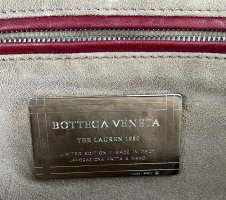 BOTTEGA VENETA
THE LAUREN 1980
LIMITED EDITION / MADE IN ITALY
LAVORAZIONE FATTA A MANO